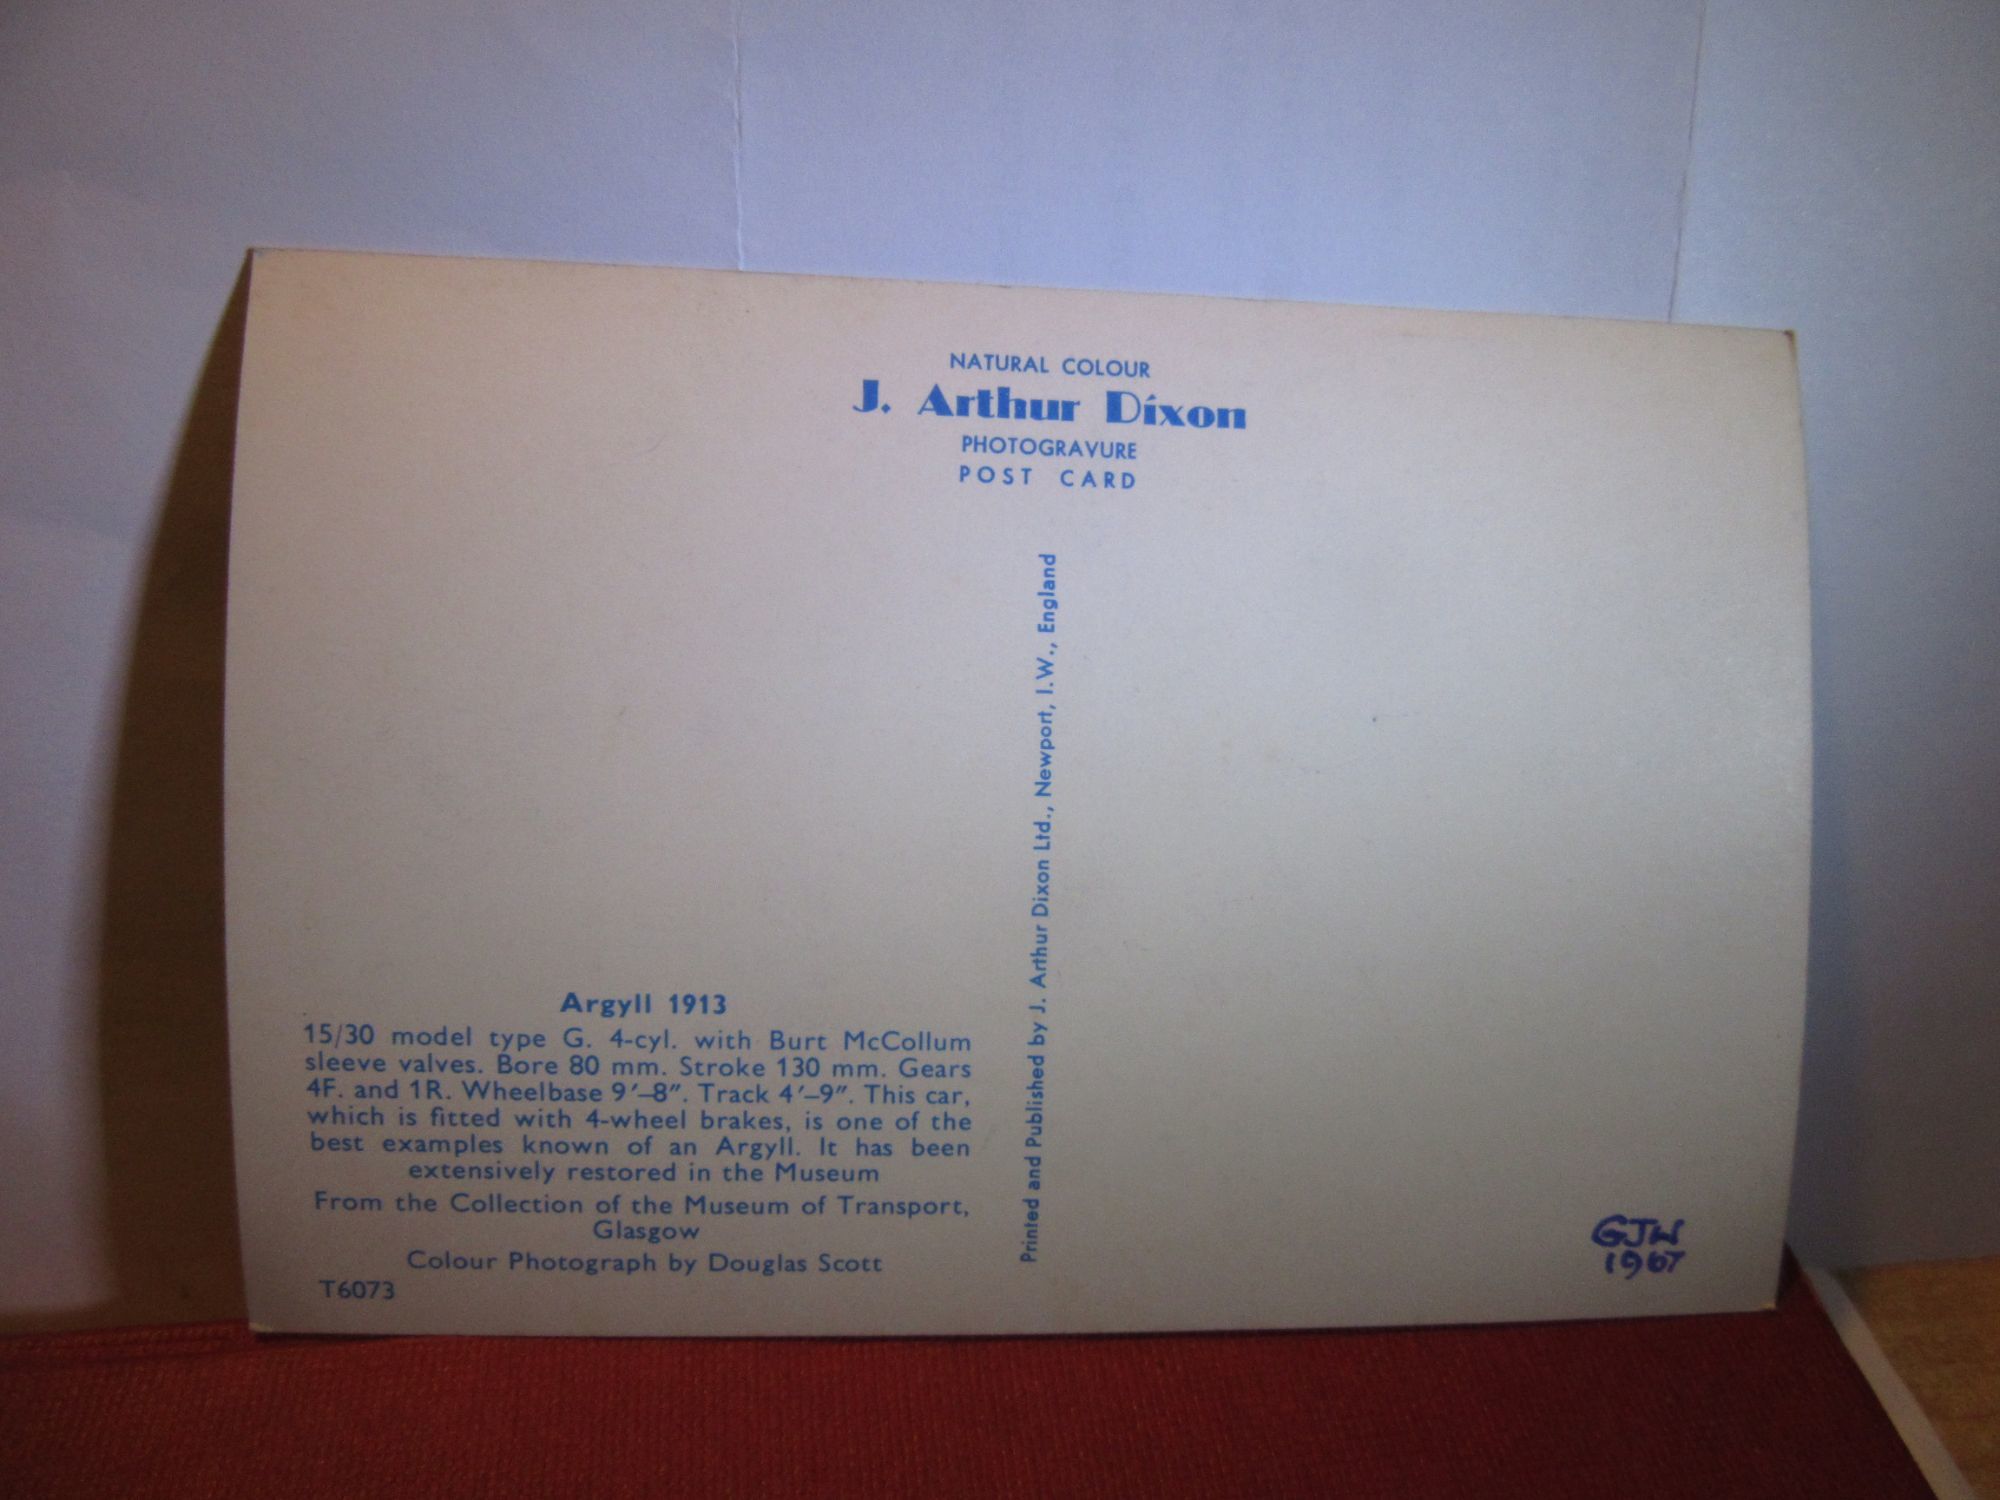 NATURAL COLOUR
J. Arthur Dixon
PHOTOGRAVURE
POST CARD
Argyll 1913
15/30 model type G. 4-cyl. with Burt McCollum
sleeve valves. Bore 80 mm. Stroke 130 mm. Gears
4F. and 1R. Wheelbase 9′–8″. Track 4′–9″. This car,
which is fitted with 4-wheel brakes, is one of the
best examples known of an Argyll. It has been
extensively restored in the Museum
From the Collection of the Museum of Transport,
Glasgow
Colour Photograph by Douglas Scott
T6073
Printed and Published by J. Arthur Dixon Ltd., Newport, I.W., England
GJW
1967